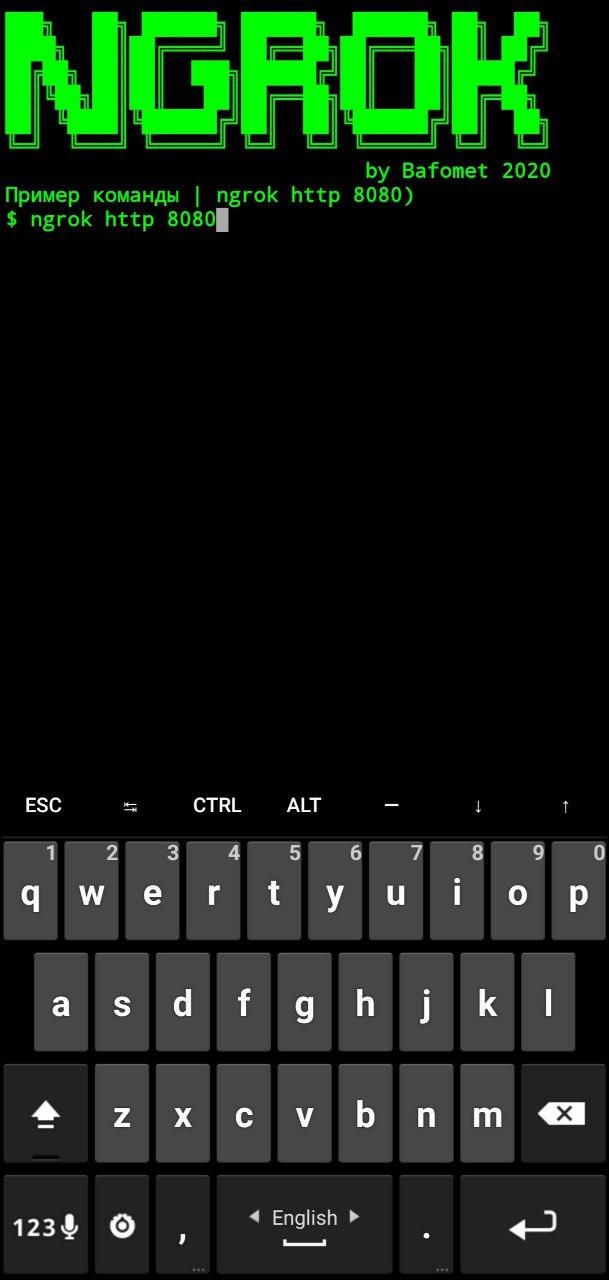 NGROK
by Bafomet 2020
Пример команды | ngrok http 8080)
$ ngrok http 8080
ESC ↹ CTRL ALT — ↓ ↑
1 2 3 4 5 6 7 8 9 0
q w e r t y u i o p
a s d f g h j k l
z x c v b n m
123 , English .